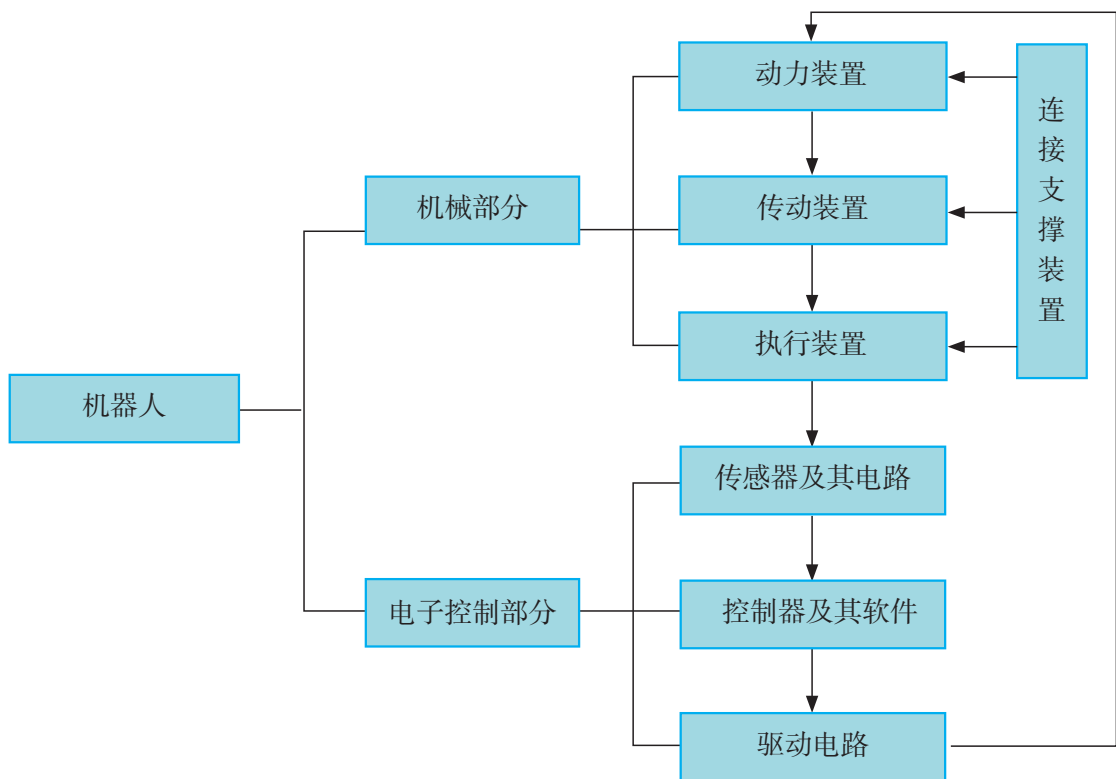 机器人
机械部分
电子控制部分
动力装置
传动装置
执行装置
传感器及其电路
控制器及其软件
驱动电路
连接支撑装置